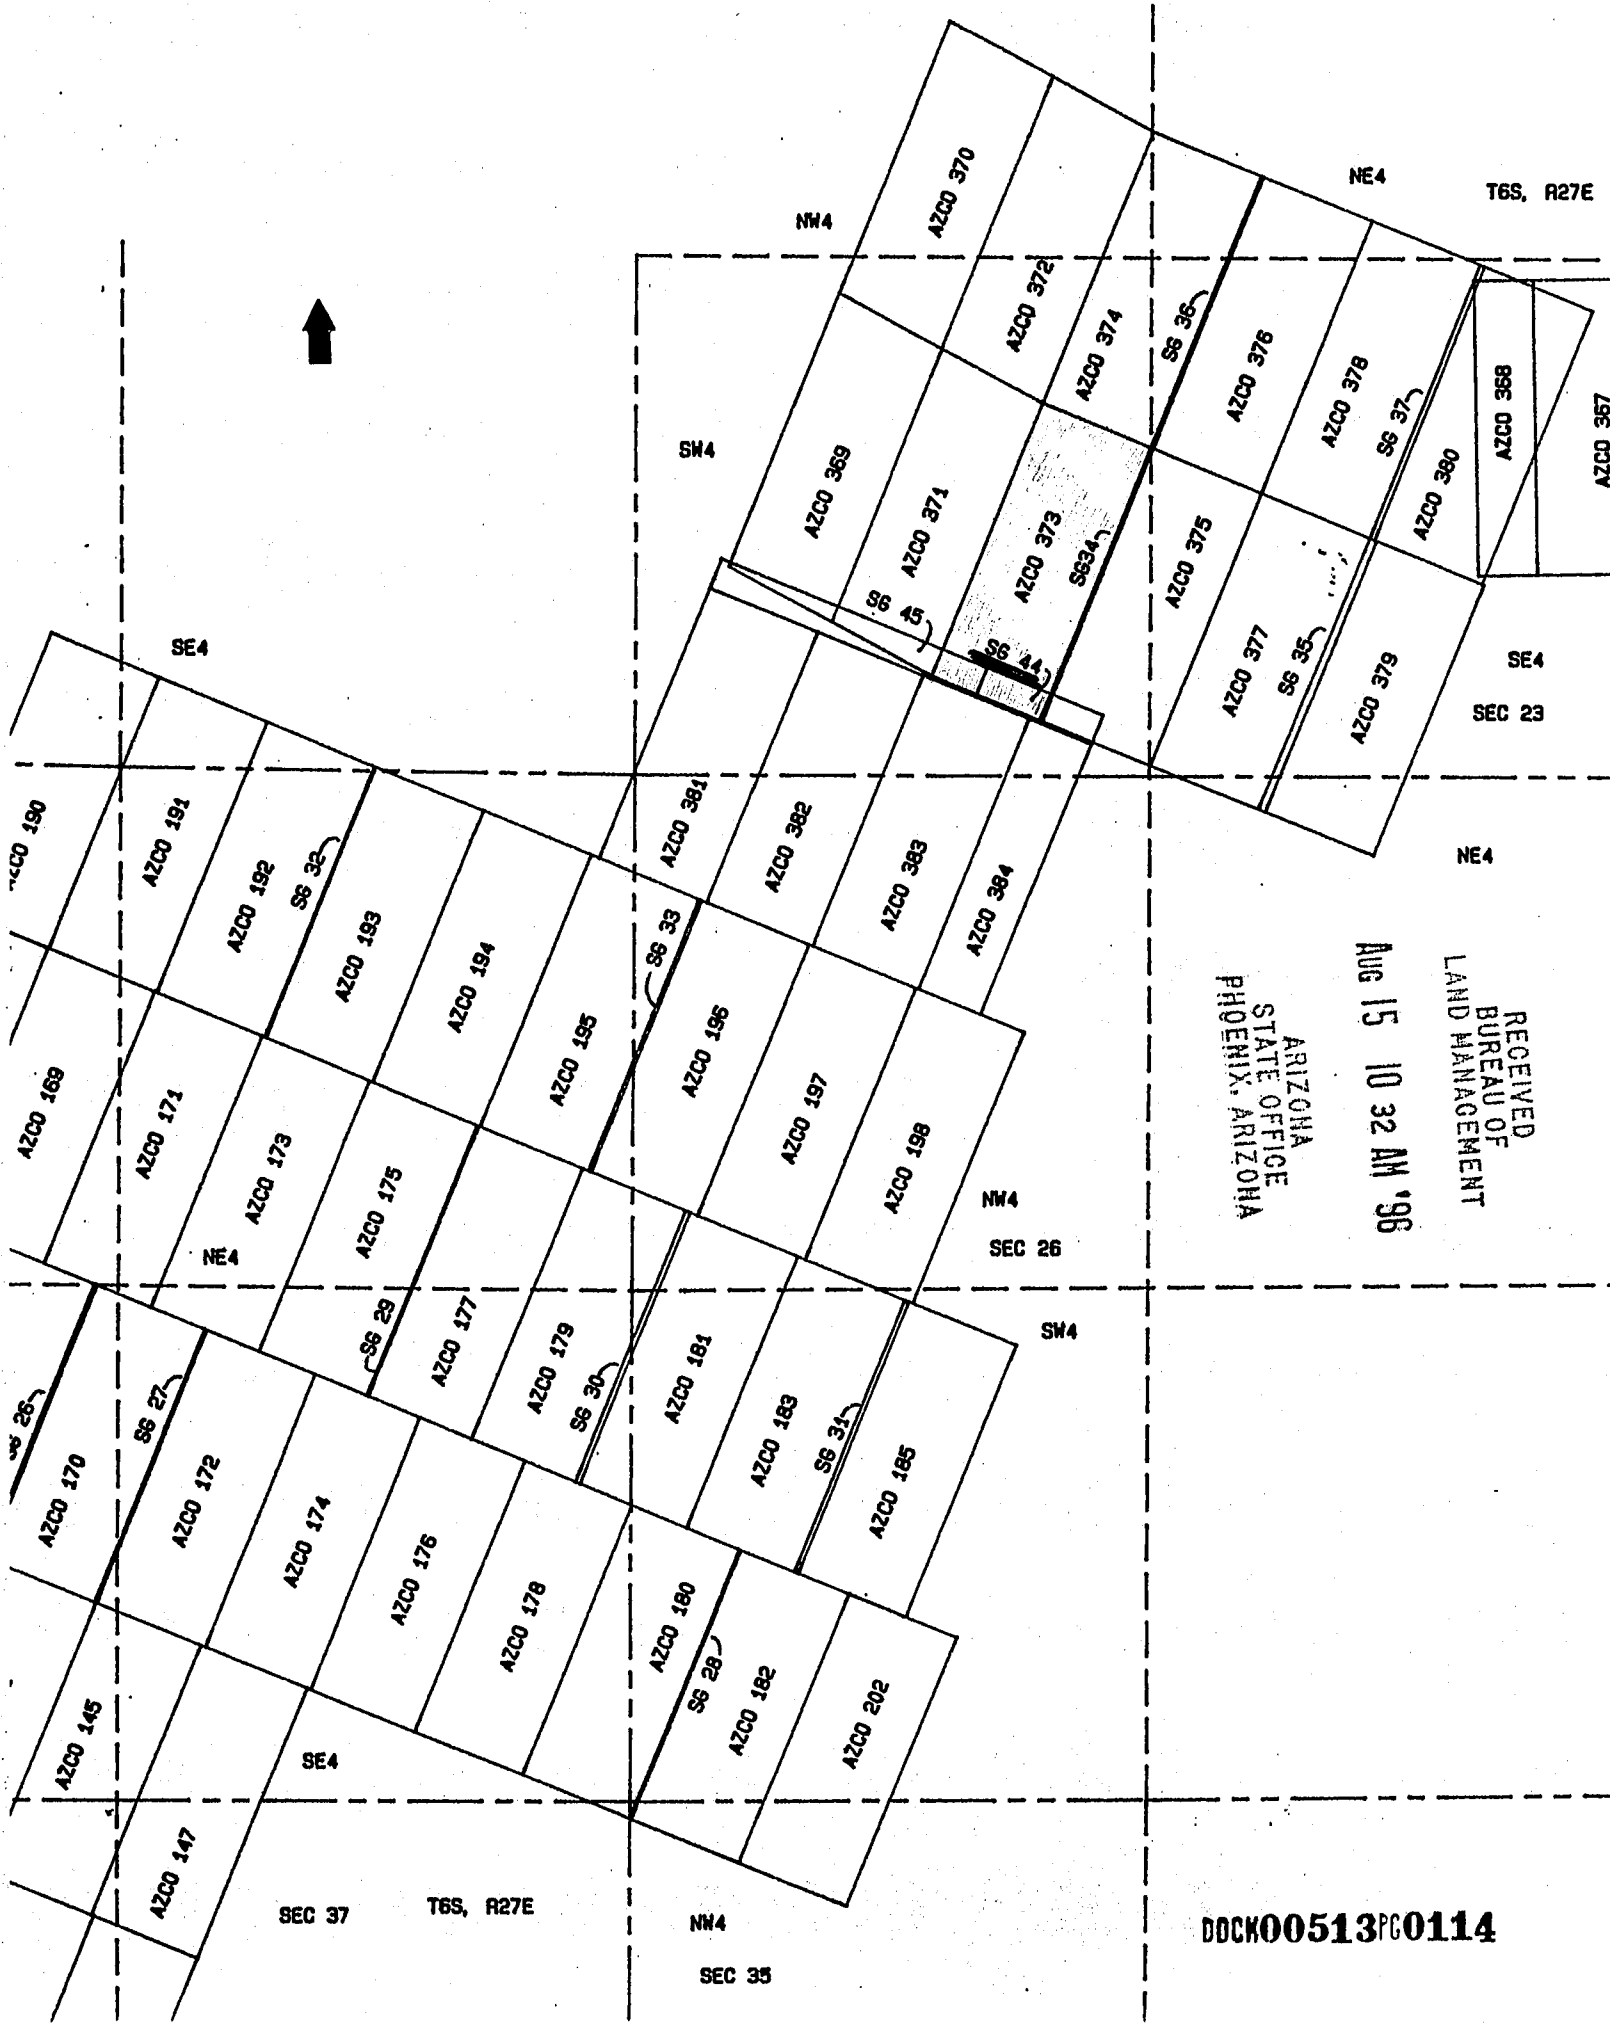 NE4
T6S, R27E
AZCO 370
NW4
AZCO 372
AZCO 374
SG 36
AZCO 376
AZCO 378
SG 37
AZCO 368
AZCO 367
SW4
AZCO 369
AZCO 371
AZCO 373
SG34
AZCO 380
AZCO 375
SG 45
SG 44
AZCO 377
SG 35
AZCO 379
SE4
SE4
SEC 23
AZCO 190
AZCO 191
AZCO 192
SG 32
AZCO 381
AZCO 382
AZCO 383
AZCO 384
NE4
AZCO 193
AZCO 194
SG 33
AZCO 195
AZCO 196
RECEIVED
BUREAU OF
LAND MANAGEMENT
AUG 15 10 32 AM '96
ARIZONA
STATE OFFICE
PHOENIX, ARIZONA
AZCO 169
AZCO 171
AZCO 173
AZCO 175
AZCO 197
AZCO 198
NW4
SEC 26
NE4
SG 29
AZCO 177
AZCO 179
SG 30
AZCO 181
AZCO 183
SG 31
AZCO 185
SW4
SG 26
SG 27
AZCO 170
AZCO 172
AZCO 174
AZCO 176
AZCO 178
AZCO 180
SG 28
AZCO 182
AZCO 202
AZCO 145
SE4
AZCO 147
SEC 37
T6S, R27E
NW4
SEC 35
DOCK00513PG0114